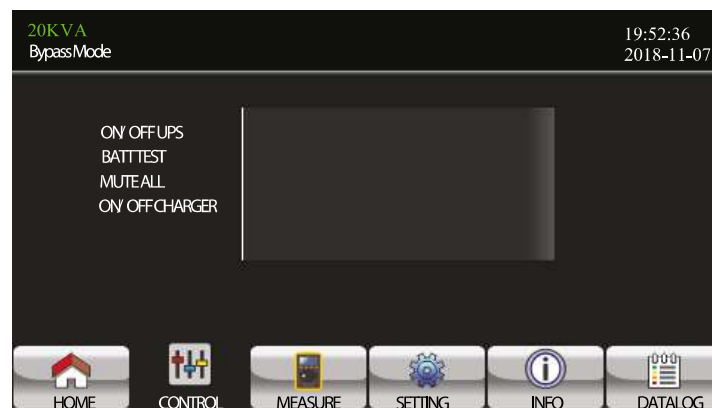 20KVA
Bypass Mode
19:52:36
2018-11-07
ON/ OFF UPS
BATT TEST
MUTE ALL
ON/ OFF CHARGER
HOME
CONTROL
MEASURE
SETTING
INFO
DATALOG